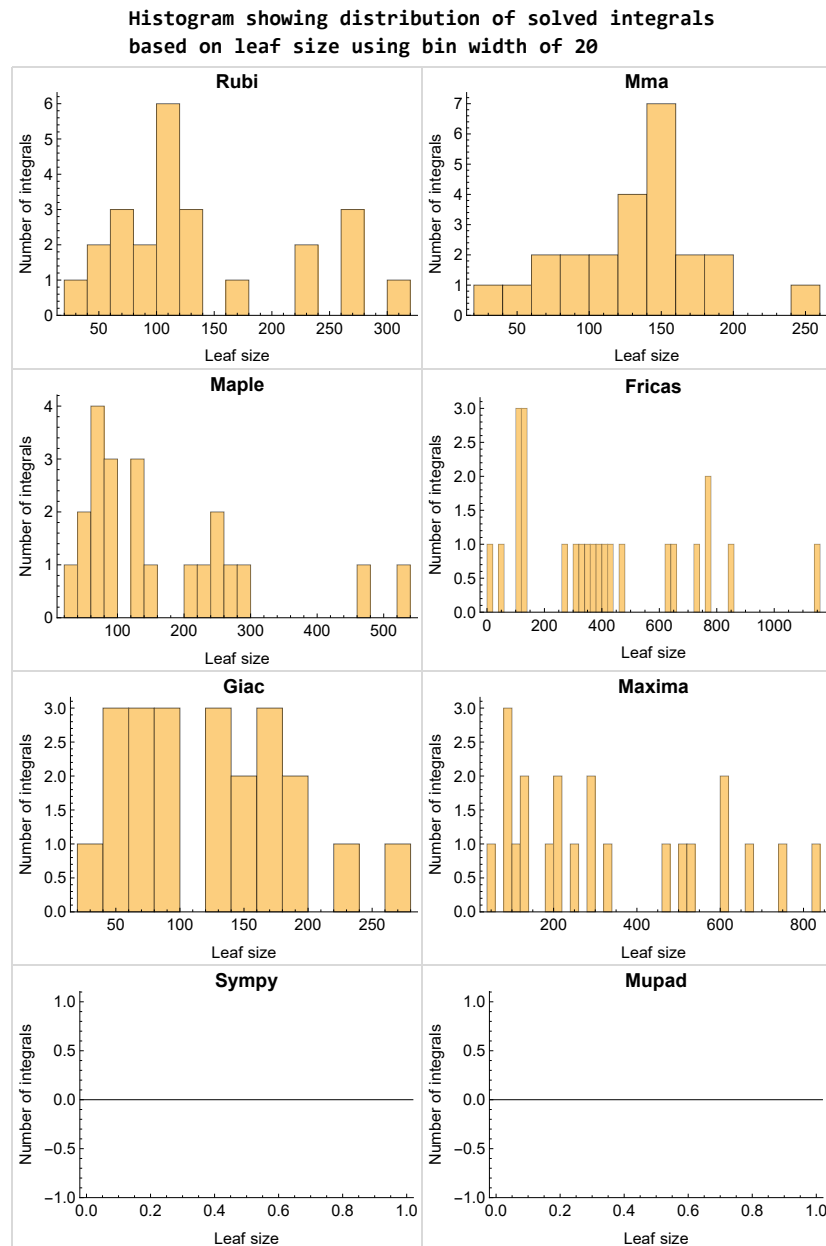 Histogram showing distribution of solved integrals
based on leaf size using bin width of 20
Rubi
Number of integrals
0
1
2
3
4
5
6
50 100 150 200 250 300
Leaf size
Mma
Number of integrals
0
1
2
3
4
5
6
7
50 100 150 200 250
Leaf size
Maple
Number of integrals
0
1
2
3
4
100 200 300 400 500
Leaf size
Fricas
Number of integrals
0.0
0.5
1.0
1.5
2.0
2.5
3.0
0 200 400 600 800 1000
Leaf size
Giac
Number of integrals
0.0
0.5
1.0
1.5
2.0
2.5
3.0
50 100 150 200 250
Leaf size
Maxima
Number of integrals
0.0
0.5
1.0
1.5
2.0
2.5
3.0
200 400 600 800
Leaf size
Sympy
Number of integrals
−1.0
−0.5
0.0
0.5
1.0
0.0 0.2 0.4 0.6 0.8 1.0
Leaf size
Mupad
Number of integrals
−1.0
−0.5
0.0
0.5
1.0
0.0 0.2 0.4 0.6 0.8 1.0
Leaf size